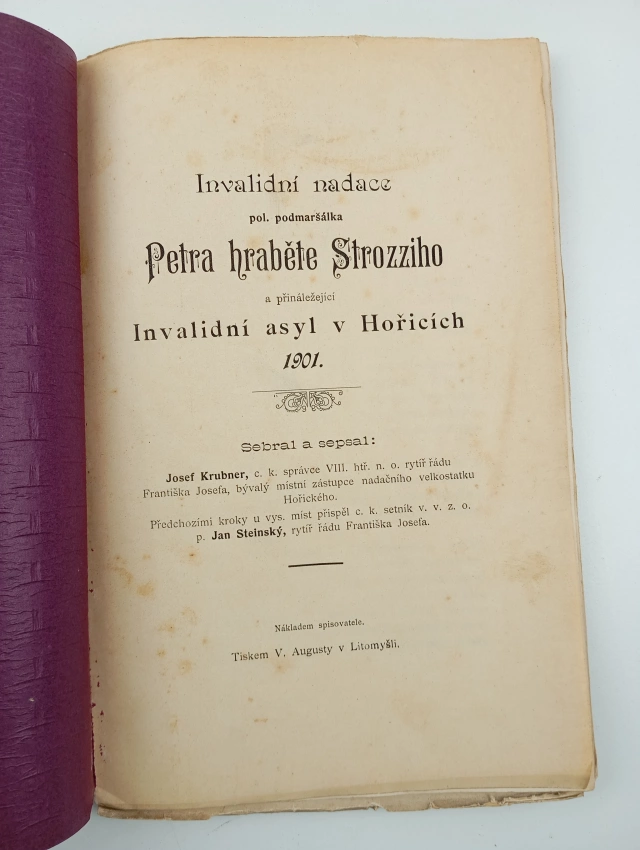 Invalidní nadace
pol. podmaršálka
Petra hraběte Strozziho
a přináležející
Invalidní asyl v Hořicích
1901.
Sebral a sepsal:
Josef Krubner, c. k. správce VIII. htř. n. o. rytíř řádu
Františka Josefa, bývalý místní zástupce nadačního velkostatku
Hořického.
Předchozími kroky u vys. míst přispěl c. k. setník v. v. z. o.
p. Jan Steinský, rytíř řádu Františka Josefa.
Nákladem spisovatele.
Tiskem V. Augusty v Litomyšli.